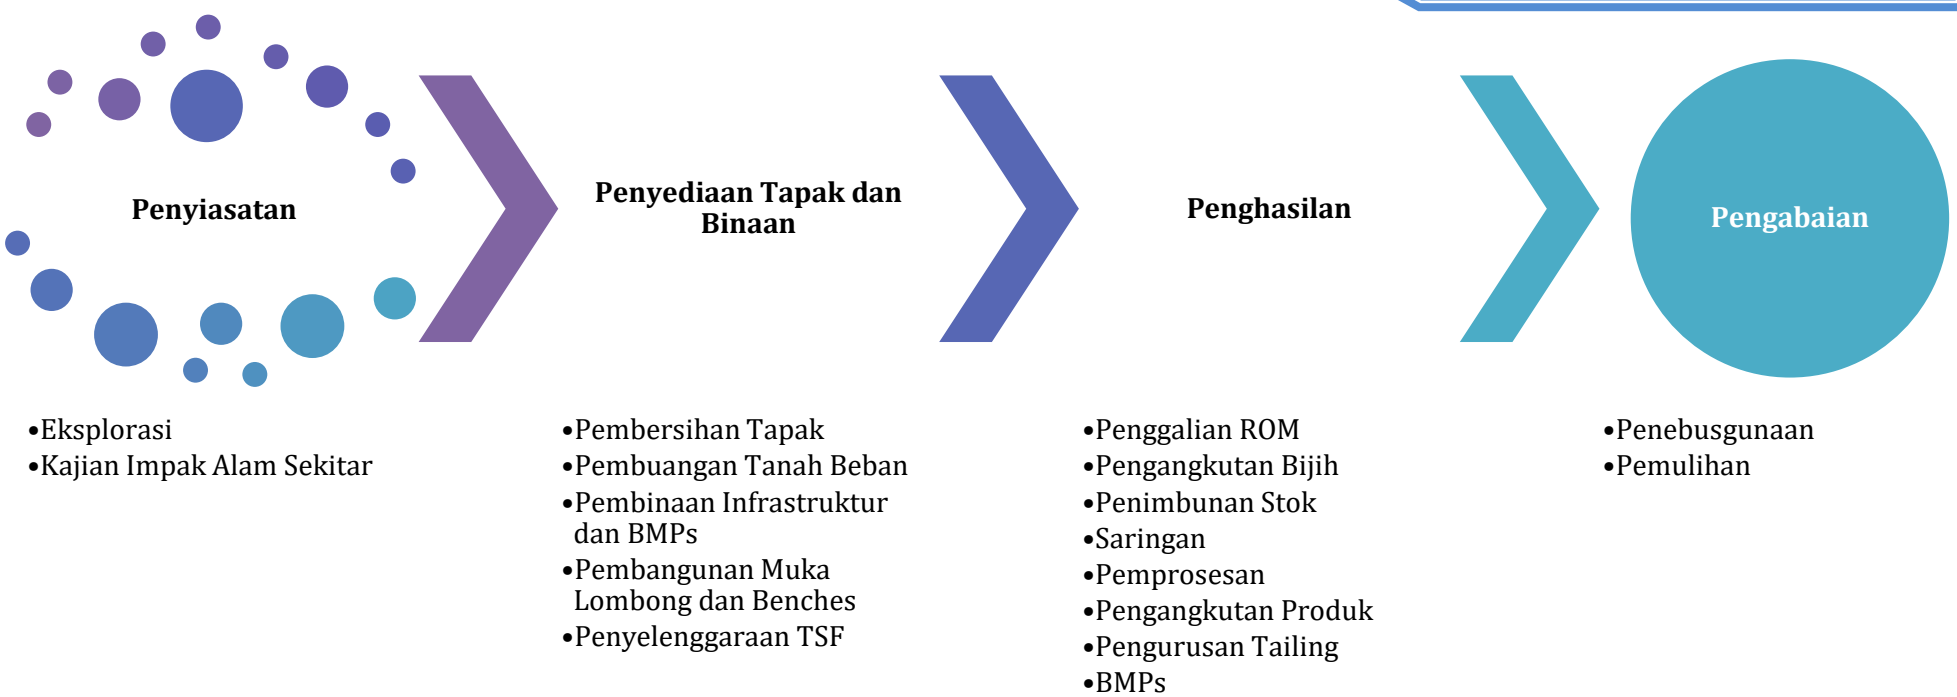 Penyiasatan
•Eksplorasi
•Kajian Impak Alam Sekitar
Penyediaan Tapak dan
Binaan
•Pembersihan Tapak
•Pembuangan Tanah Beban
•Pembinaan Infrastruktur
dan BMPs
•Pembangunan Muka
Lombong dan Benches
•Penyelenggaraan TSF
Penghasilan
•Penggalian ROM
•Pengangkutan Bijih
•Penimbunan Stok
•Saringan
•Pemprosesan
•Pengangkutan Produk
•Pengurusan Tailing
•BMPs
Pengabaian
•Penebusgunaan
•Pemulihan